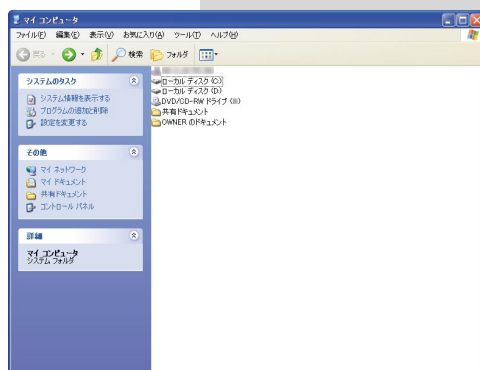 マイ コンピュータ
ファイル(F) 編集(E) 表示(V) お気に入り(A) ツール(T) ヘルプ(H)
戻る 検索 フォルダ
システムのタスク
システム情報を表示する
プログラムの追加と削除
設定を変更する
その他
マイ ネットワーク
マイ ドキュメント
共有ドキュメント
コントロール パネル
詳細
マイ コンピュータ
システム フォルダ
ローカル ディスク (C:)
ローカル ディスク (D:)
DVD/CD-RW ドライブ (H:)
共有ドキュメント
OWNER のドキュメント